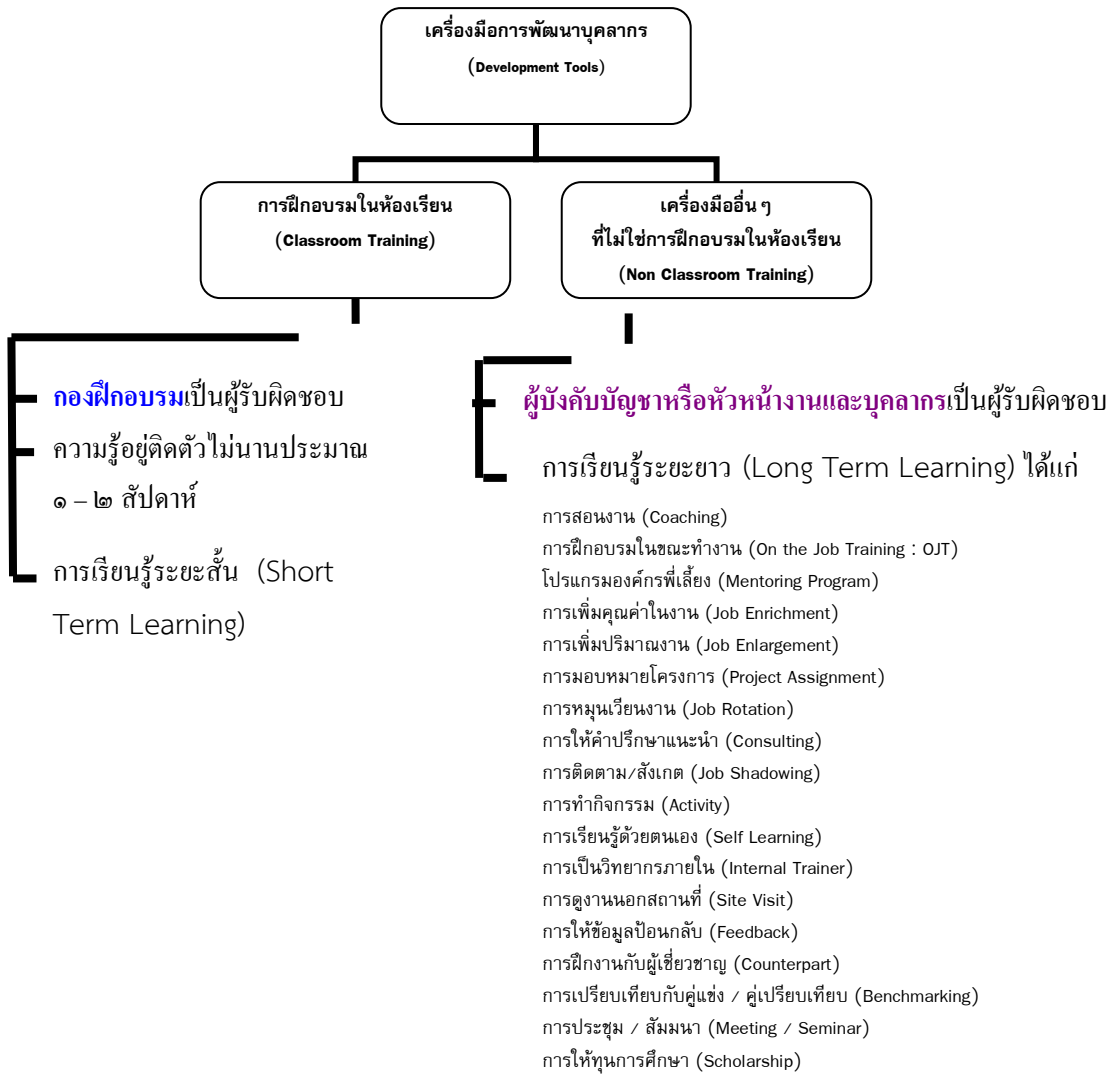 เครื่องมือการพัฒนาบุคลากร
(Development Tools)
การฝึกอบรมในห้องเรียน
(Classroom Training)
เครื่องมืออื่น ๆ
ที่ไม่ใช่การฝึกอบรมในห้องเรียน
(Non Classroom Training)
กองฝึกอบรมเป็นผู้รับผิดชอบ
ความรู้อยู่ติดตัวไม่นานประมาณ
๑ – ๒ สัปดาห์
การเรียนรู้ระยะสั้น (Short
Term Learning)
ผู้บังคับบัญชาหรือหัวหน้างานและบุคลากรเป็นผู้รับผิดชอบ
การเรียนรู้ระยะยาว (Long Term Learning) ได้แก่
การสอนงาน (Coaching)
การฝึกอบรมในขณะทำงาน (On the Job Training : OJT)
โปรแกรมองค์กรพี่เลี้ยง (Mentoring Program)
การเพิ่มคุณค่าในงาน (Job Enrichment)
การเพิ่มปริมาณงาน (Job Enlargement)
การมอบหมายโครงการ (Project Assignment)
การหมุนเวียนงาน (Job Rotation)
การให้คำปรึกษาแนะนำ (Consulting)
การติดตาม/สังเกต (Job Shadowing)
การทำกิจกรรม (Activity)
การเรียนรู้ด้วยตนเอง (Self Learning)
การเป็นวิทยากรภายใน (Internal Trainer)
การดูงานนอกสถานที่ (Site Visit)
การให้ข้อมูลป้อนกลับ (Feedback)
การฝึกงานกับผู้เชี่ยวชาญ (Counterpart)
การเปรียบเทียบกับคู่แข่ง / คู่เปรียบเทียบ (Benchmarking)
การประชุม / สัมมนา (Meeting / Seminar)
การให้ทุนการศึกษา (Scholarship)